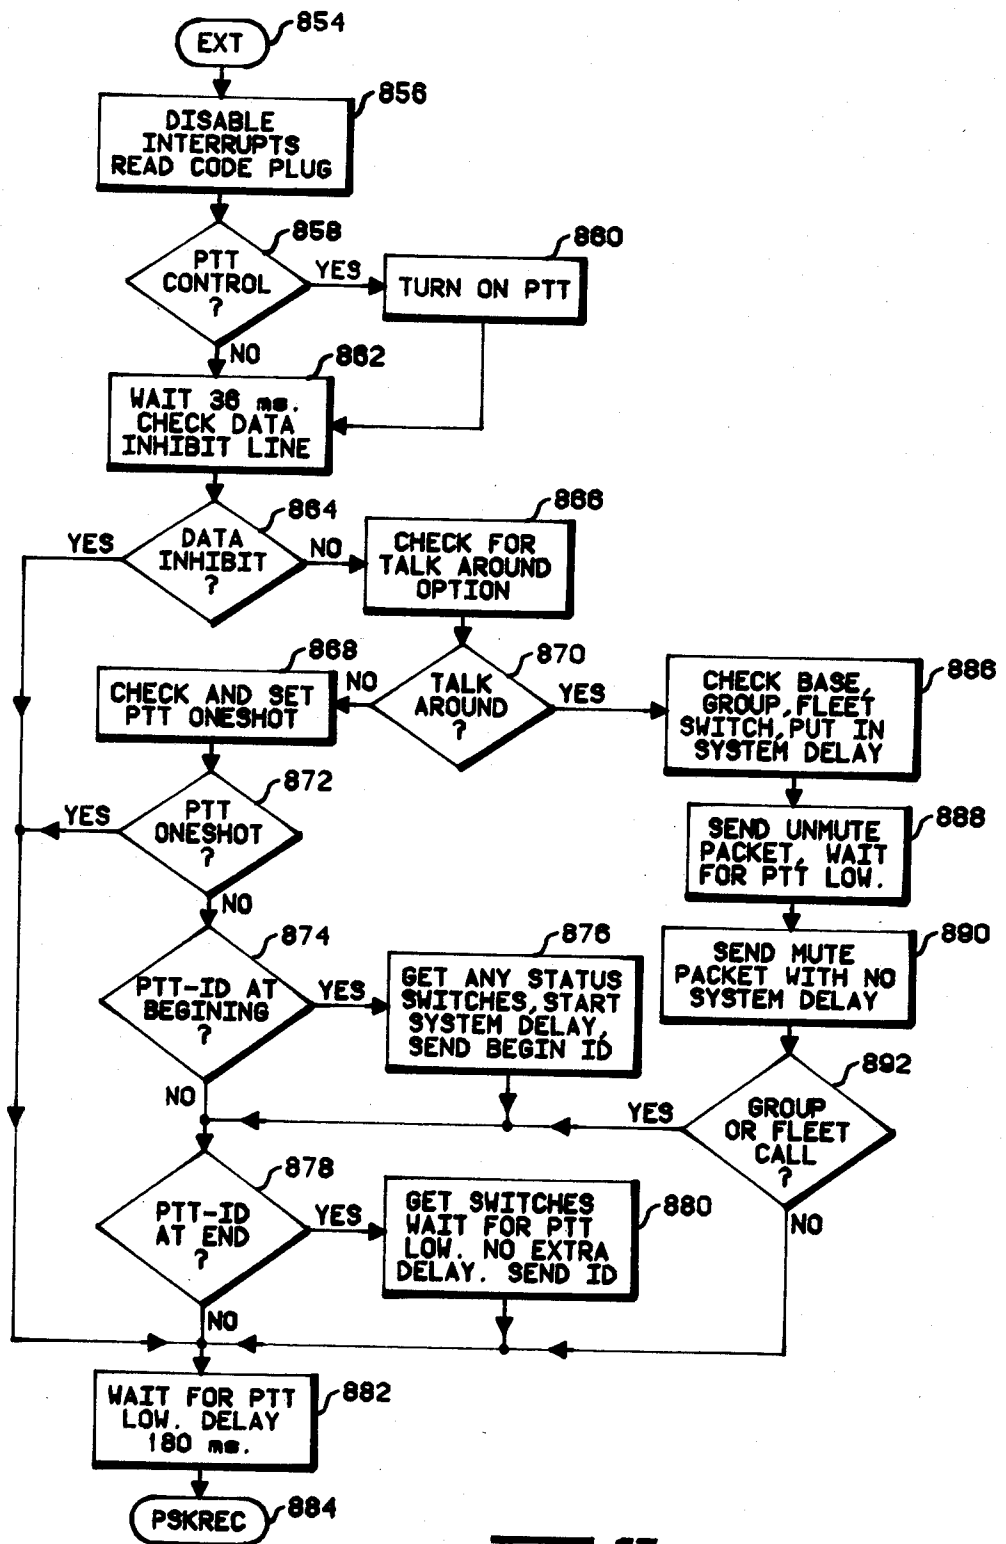 EXT
854
DISABLE
INTERRUPTS
READ CODE PLUG
856
PTT
CONTROL
?
858
YES
NO
TURN ON PTT
860
WAIT 36 ms.
CHECK DATA
INHIBIT LINE
862
DATA
INHIBIT
?
864
YES
NO
CHECK FOR
TALK AROUND
OPTION
866
TALK
AROUND
?
870
NO
YES
CHECK AND SET
PTT ONESHOT
868
CHECK BASE,
GROUP,FLEET
SWITCH,PUT IN
SYSTEM DELAY
886
PTT
ONESHOT
?
872
YES
NO
SEND UNMUTE
PACKET, WAIT
FOR PTT LOW.
888
PTT-ID AT
BEGINING
?
874
YES
NO
GET ANY STATUS
SWITCHES,START
SYSTEM DELAY,
SEND BEGIN ID
876
SEND MUTE
PACKET WITH NO
SYSTEM DELAY
890
GROUP
OR FLEET
CALL
?
892
YES
NO
PTT-ID
AT END
?
878
YES
NO
GET SWITCHES
WAIT FOR PTT
LOW. NO EXTRA
DELAY. SEND ID
880
WAIT FOR PTT
LOW. DELAY
180 ms.
882
PSKREC
884